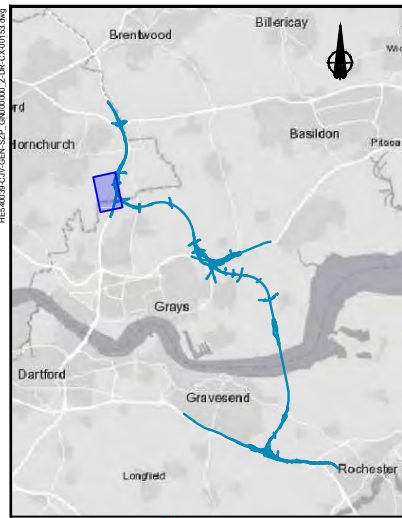 Billericay
Brentwood
Basildon
Pitsea
Hornchurch
Grays
Dartford
Gravesend
Longfield
Rochester